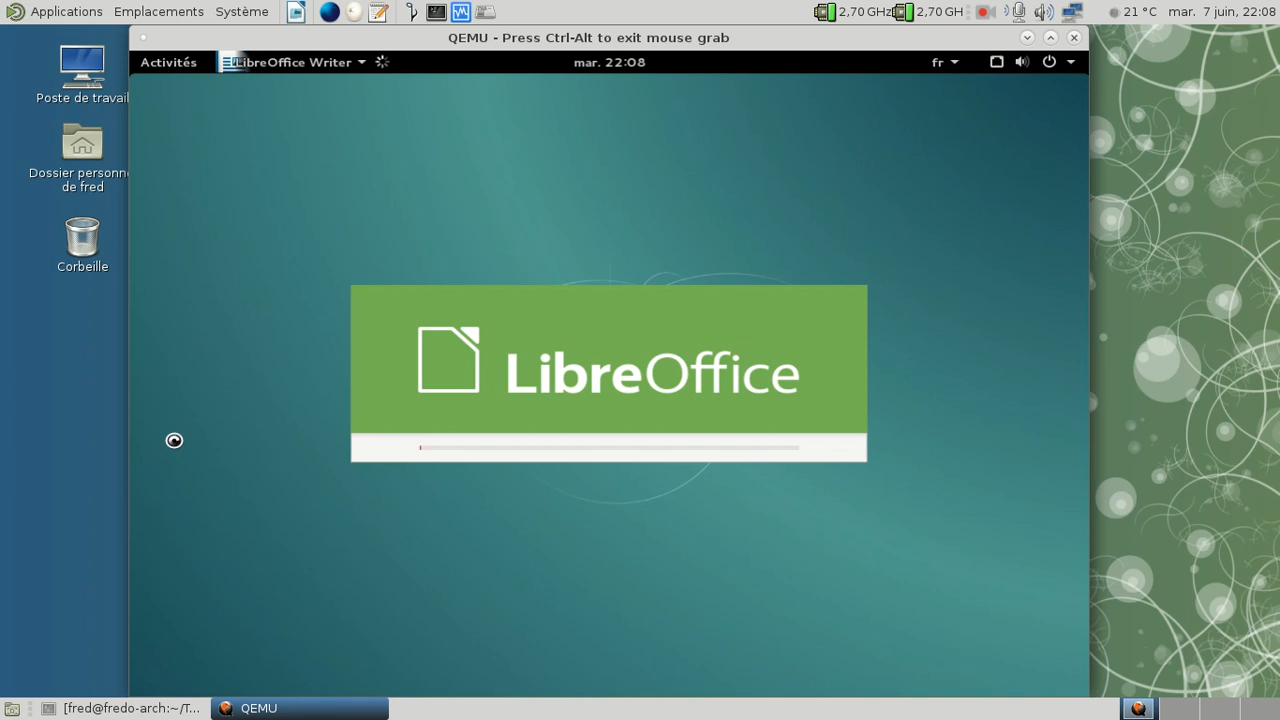 Applications Emplacements Système 2,70 GHz 2,70 GH 21 °C mar. 7 juin, 22:08
QEMU - Press Ctrl-Alt to exit mouse grab
Activités LibreOffice Writer mar. 22:08 fr
Poste de travail
Dossier personn
de fred
Corbeille
LibreOffice
[fred@fredo-arch:~/T... QEMU